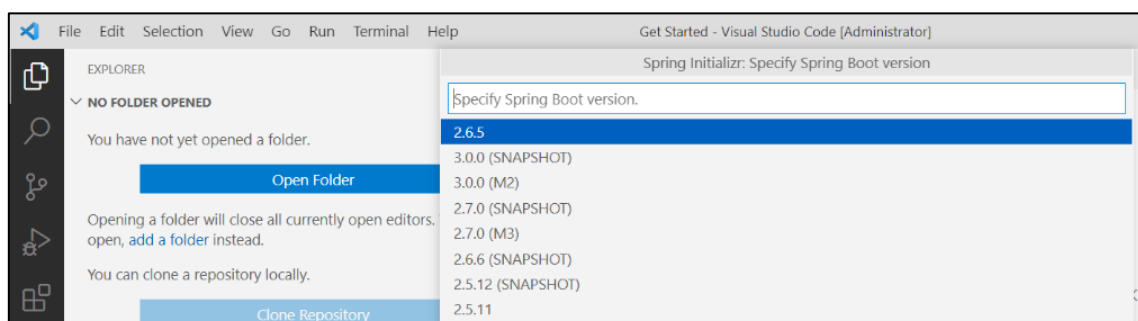 File Edit Selection View Go Run Terminal Help
Get Started - Visual Studio Code [Administrator]
EXPLORER
NO FOLDER OPENED
You have not yet opened a folder.
Open Folder
Opening a folder will close all currently open editors.
open, add a folder instead.
You can clone a repository locally.
Clone Repository
Spring Initializr: Specify Spring Boot version
Specify Spring Boot version.
2.6.5
3.0.0 (SNAPSHOT)
3.0.0 (M2)
2.7.0 (SNAPSHOT)
2.7.0 (M3)
2.6.6 (SNAPSHOT)
2.5.12 (SNAPSHOT)
2.5.11